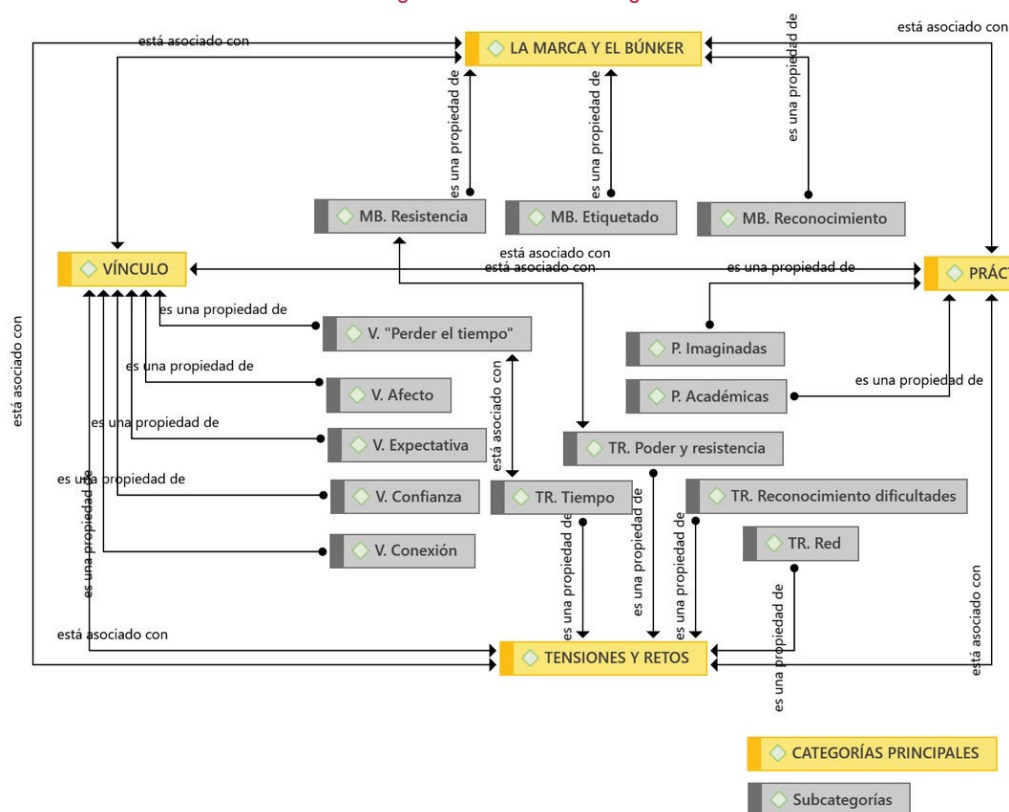 está asociado con
LA MARCA Y EL BÚNKER
está asociado con
es una propiedad de
es una propiedad de
es una propiedad de
MB. Resistencia
MB. Etiquetado
MB. Reconocimiento
está asociado con
está asociado con
es una propiedad de
VÍNCULO
PRÁCT
es una propiedad de
V. "Perder el tiempo"
P. Imaginadas
está asociado con
es una propiedad de
V. Afecto
está asociado con
P. Académicas
es una propiedad de
es una propiedad de
V. Expectativa
TR. Poder y resistencia
es una propiedad de
V. Confianza
TR. Tiempo
TR. Reconocimiento dificultades
es una propiedad de
V. Conexión
TR. Red
es una propiedad de
es una propiedad de
es una propiedad de
es una propiedad de
está asociado con
está asociado con
TENSIONES Y RETOS
CATEGORÍAS PRINCIPALES
Subcategorías